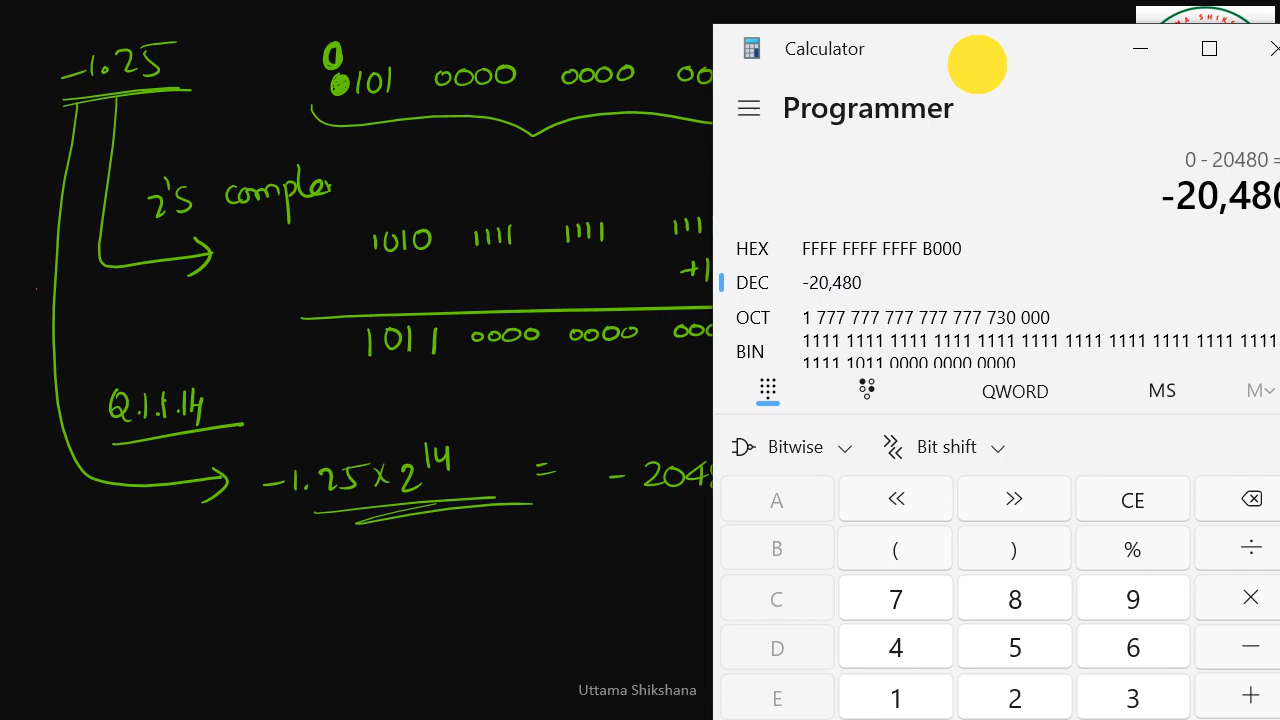 -1.25
0
0101 0000 0000 00
2's comple
1010 1111 1111 111
+1
1011 0000 0000 000
Q.1.1.14
-1.25 x 2^14 = - 2048
Uttama Shikshana
Calculator
Programmer
0 - 20480 =
-20,480
HEX FFFF FFFF FFFF B000
DEC -20,480
OCT 1 777 777 777 777 777 730 000
BIN 1111 1111 1111 1111 1111 1111 1111 1111 1111 1111 1111
1111 1011 0000 0000 0000
QWORD MS M
Bitwise Bit shift
A << >> CE
B ( ) % ÷
C 7 8 9 ×
D 4 5 6 −
E 1 2 3 +